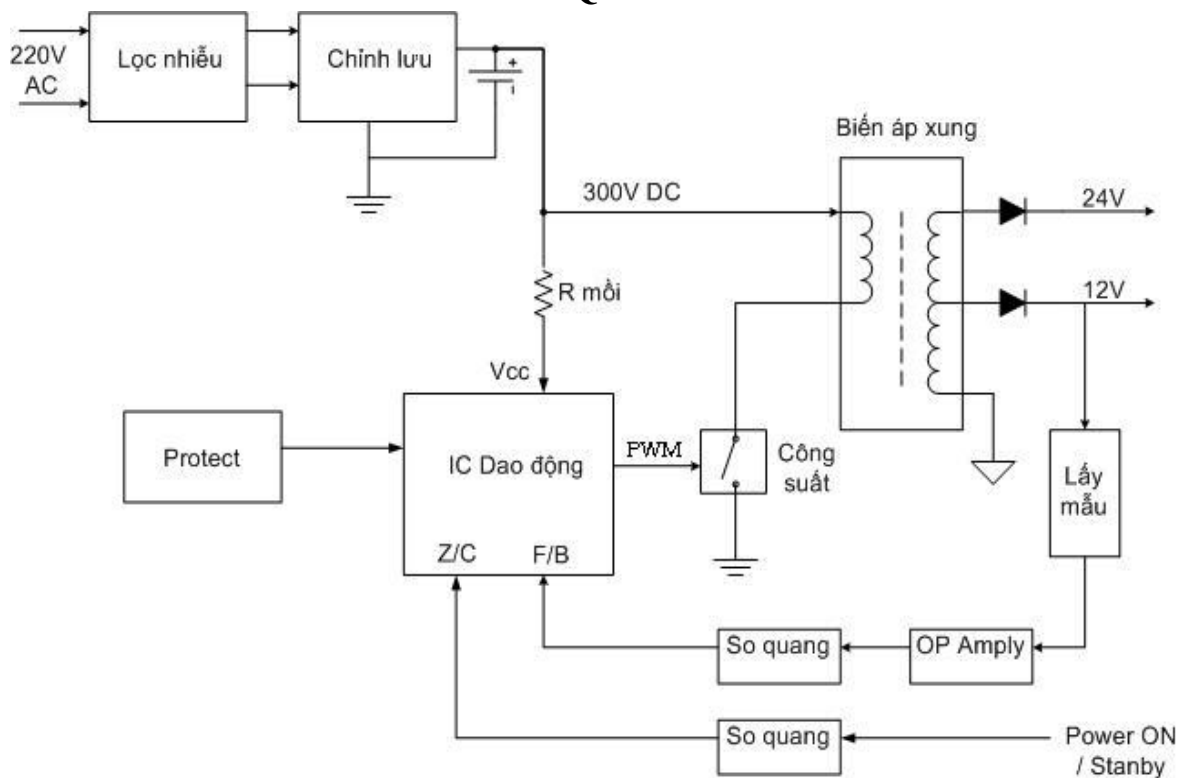 Q
220V
AC
Lọc nhiễu
Chỉnh lưu
+
Biến áp xung
300V DC
24V
12V
R mồi
Vcc
Protect
IC Dao động
PWM
Công
suất
Lấy
mẫu
Z/C
F/B
So quang
OP Amply
So quang
Power ON
/ Stanby